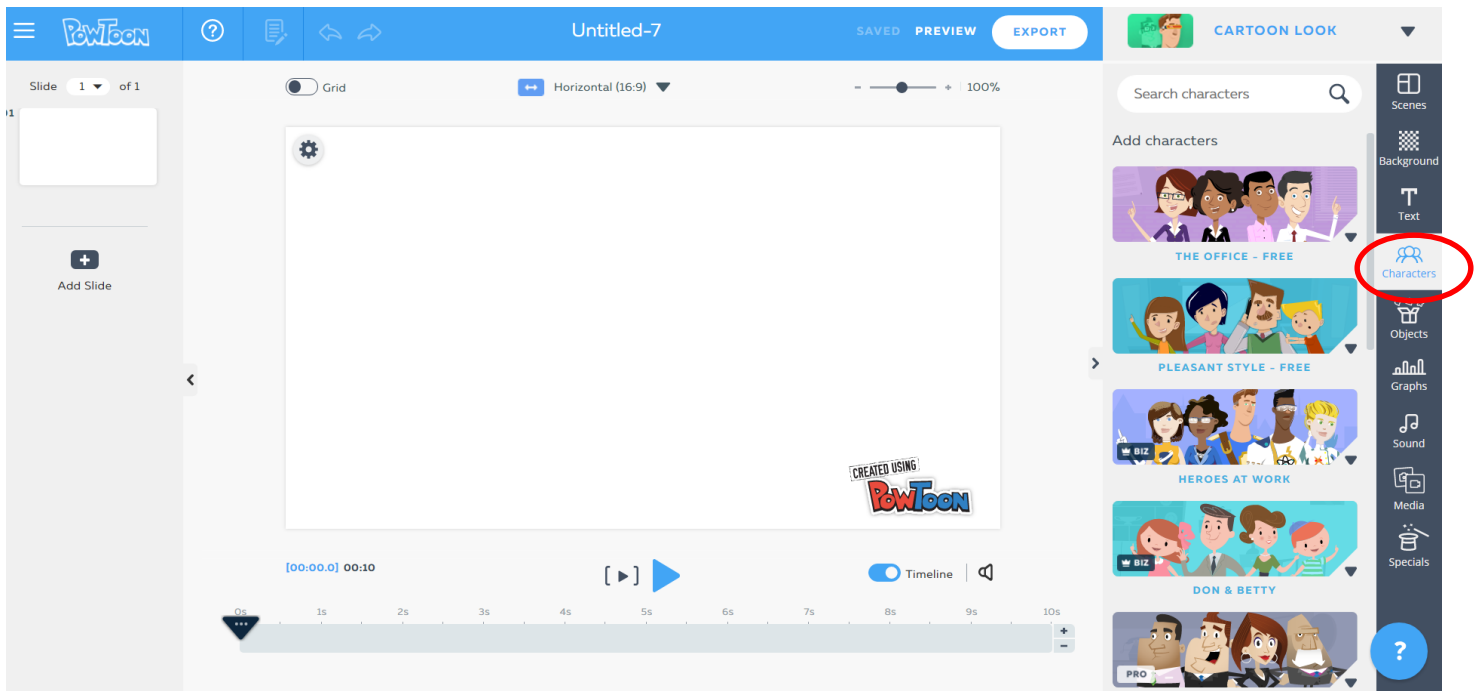 POWTOON
?
Untitled-7
SAVED PREVIEW EXPORT
CARTOON LOOK
Slide 1 of 1
01
Add Slide
Grid
Horizontal (16:9)
- + 100%
CREATED USING
POWTOON
[00:00.0] 00:10
Timeline
0s 1s 2s 3s 4s 5s 6s 7s 8s 9s 10s
+
-
Search characters
Add characters
THE OFFICE - FREE
PLEASANT STYLE - FREE
BIZ
HEROES AT WORK
BIZ
DON & BETTY
PRO
Scenes
Background
T
Text
Characters
Objects
Graphs
Sound
Media
Specials
?